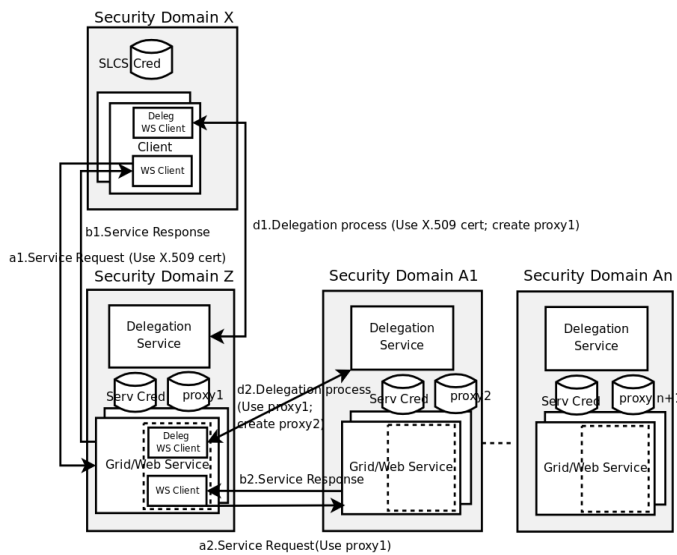 Security Domain X
SLCS Cred
Deleg
WS Client
Client
WS Client
b1.Service Response
d1.Delegation process (Use X.509 cert; create proxy1)
a1.Service Request (Use X.509 cert)
Security Domain Z
Security Domain A1
Security Domain An
Delegation
Service
Delegation
Service
Delegation
Service
Serv Cred
proxy1
d2.Delegation process
(Use proxy1;
create proxy2)
Serv Cred
proxy2
Serv Cred
proxy n+1
Deleg
WS Client
Grid/Web Service
Grid/Web Service
Grid/Web Service
WS Client
b2.Service Response
a2.Service Request(Use proxy1)